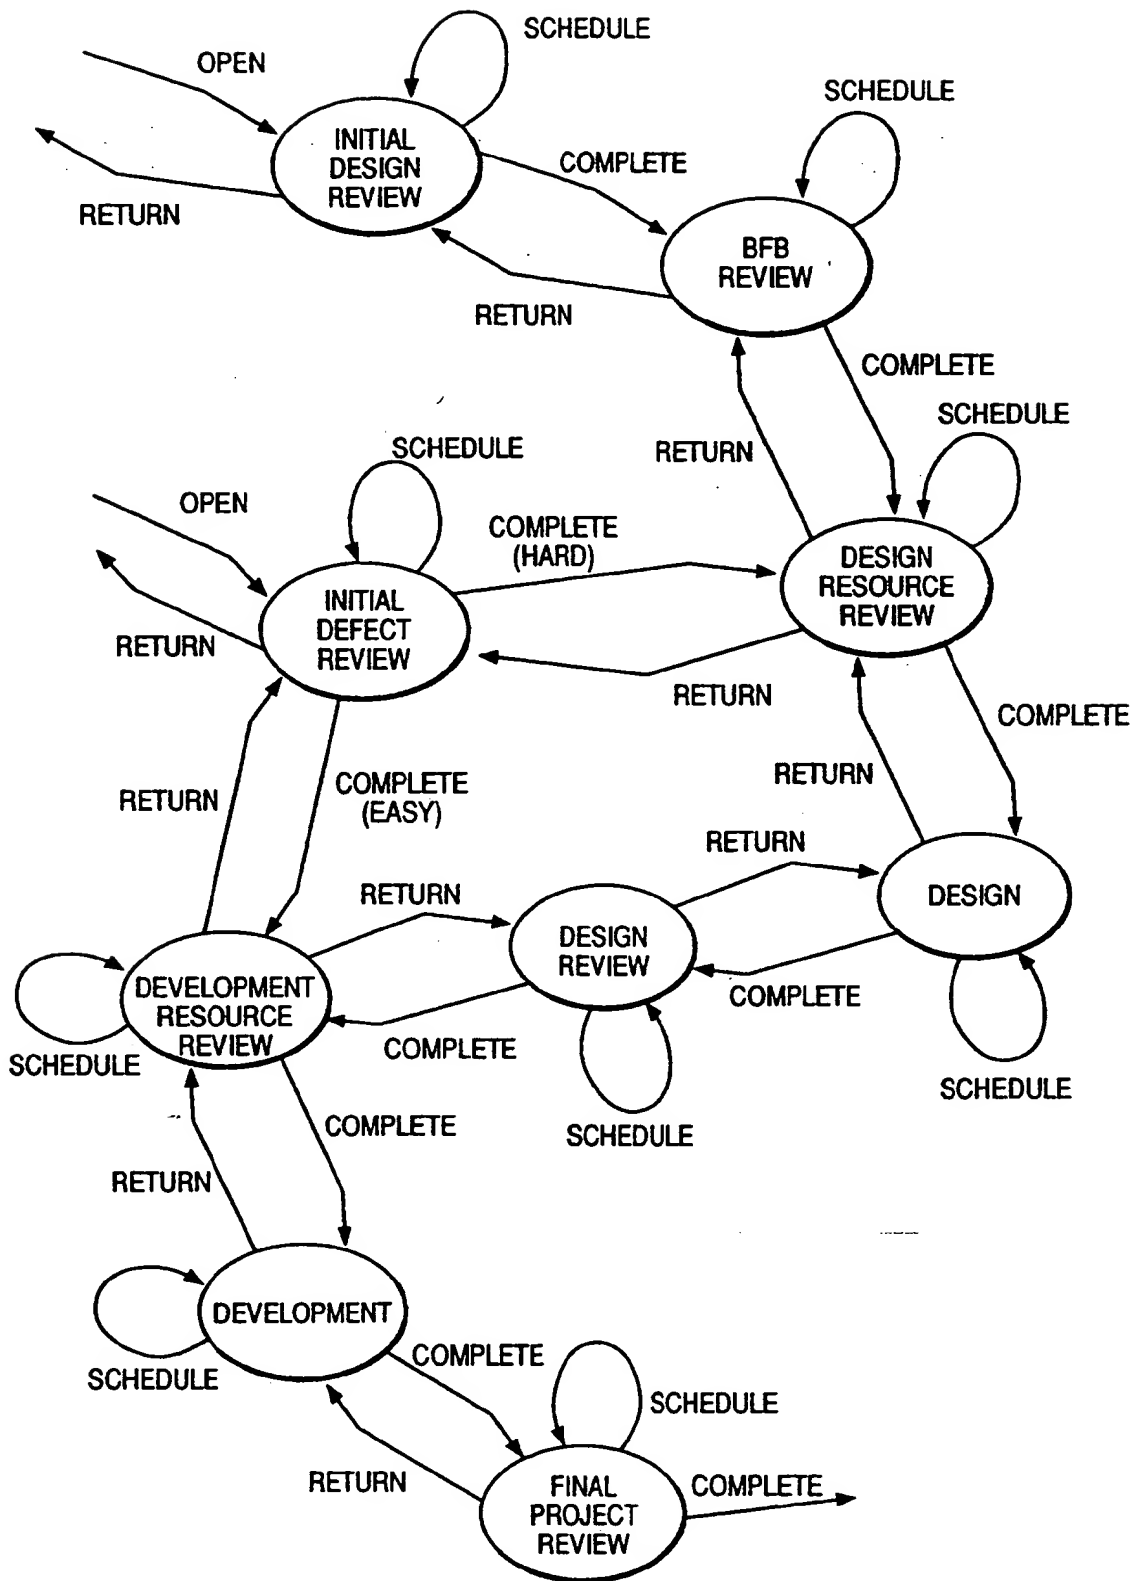 SCHEDULE
OPEN
SCHEDULE
INITIAL
DESIGN
REVIEW
COMPLETE
RETURN
BFB
REVIEW
RETURN
COMPLETE
SCHEDULE
RETURN
SCHEDULE
OPEN
COMPLETE
(HARD)
DESIGN
RESOURCE
REVIEW
INITIAL
DEFECT
REVIEW
RETURN
RETURN
COMPLETE
RETURN
COMPLETE
(EASY)
RETURN
RETURN
RETURN
DESIGN
DESIGN
REVIEW
DEVELOPMENT
RESOURCE
REVIEW
COMPLETE
COMPLETE
SCHEDULE
SCHEDULE
COMPLETE
SCHEDULE
RETURN
DEVELOPMENT
COMPLETE
SCHEDULE
SCHEDULE
RETURN
FINAL
PROJECT
REVIEW
COMPLETE